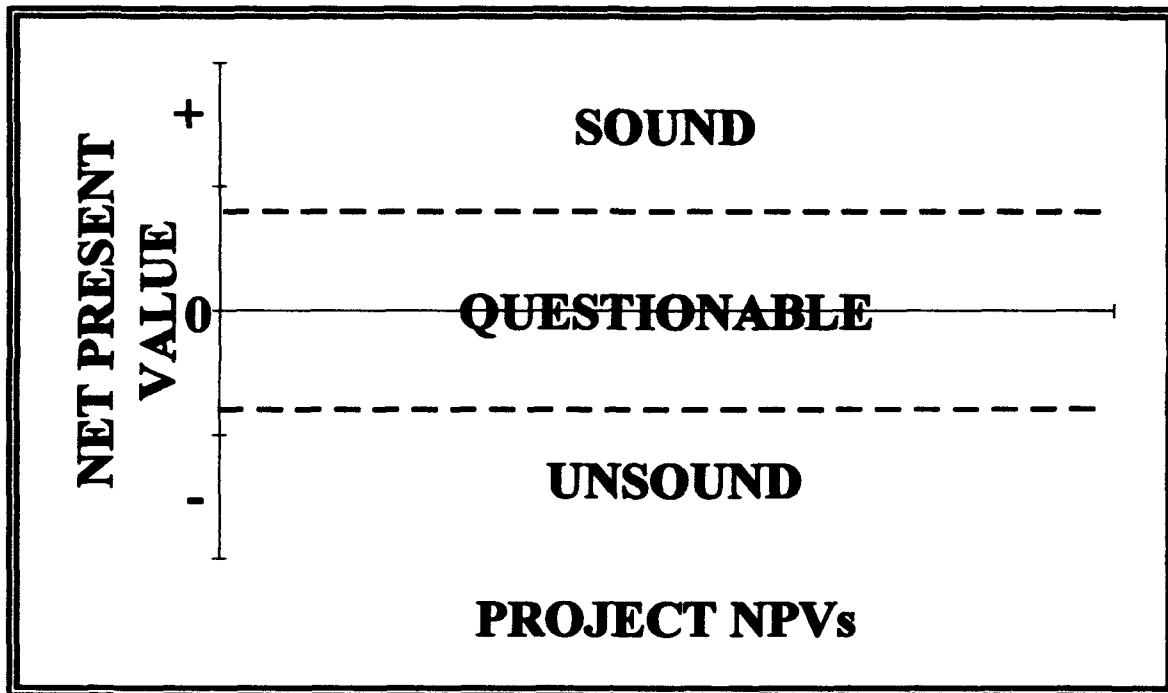 NET PRESENT
VALUE
+
SOUND
0
QUESTIONABLE
-
UNSOUND
PROJECT NPVs